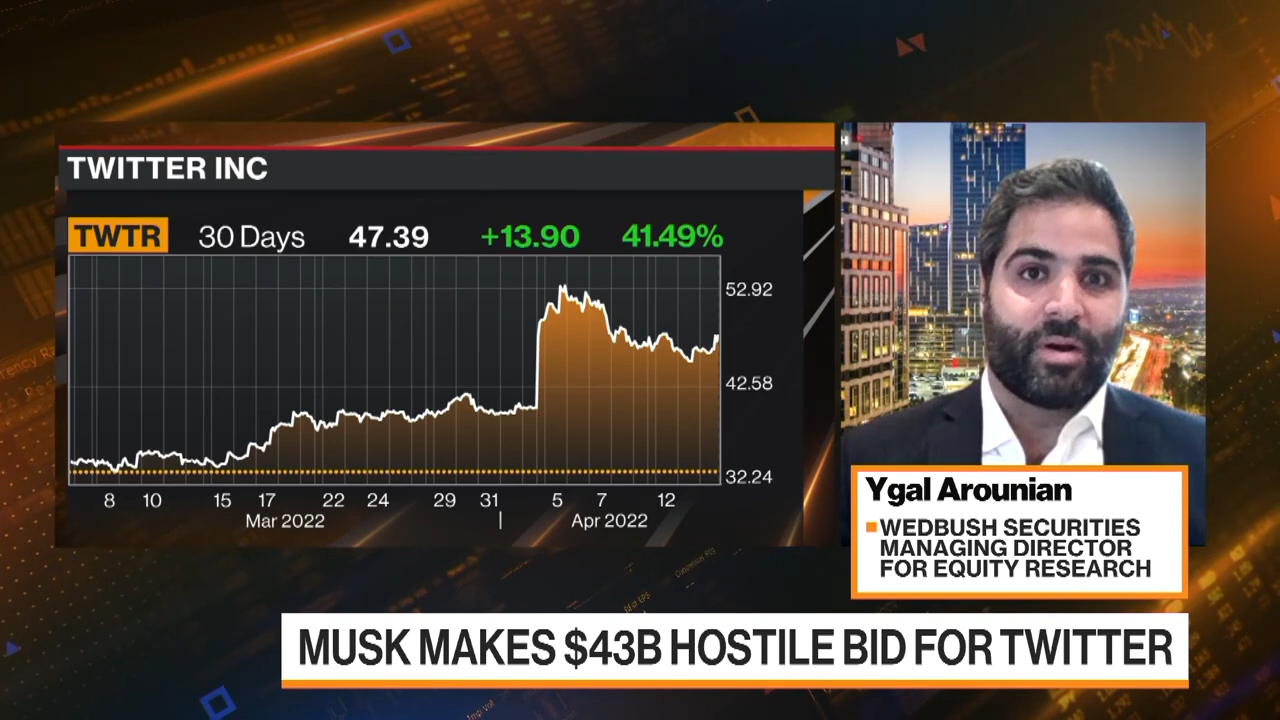 TWITTER INC
TWTR 30 Days 47.39 +13.90 41.49%
52.92
42.58
32.24
8 10 15 17 22 24 29 31 5 7 12
Mar 2022 | Apr 2022
Ygal Arounian
WEDBUSH SECURITIES
MANAGING DIRECTOR
FOR EQUITY RESEARCH
MUSK MAKES $43B HOSTILE BID FOR TWITTER